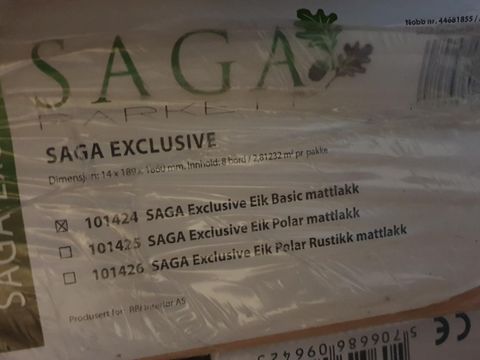 Nobb nr. 44681855 /
SAGA
PARKETT
SAGA EXCLUSIVE
Dimensjon: 14 x 189 x 1860 mm. Innhold: 8 bord / 2,81232 m² pr pakke
☒ 101424 SAGA Exclusive Eik Basic mattlakk
☐ 101425 SAGA Exclusive Eik Polar mattlakk
☐ 101426 SAGA Exclusive Eik Polar Rustikk mattlakk
Produsert for: Interiør AS
SAGA
CE